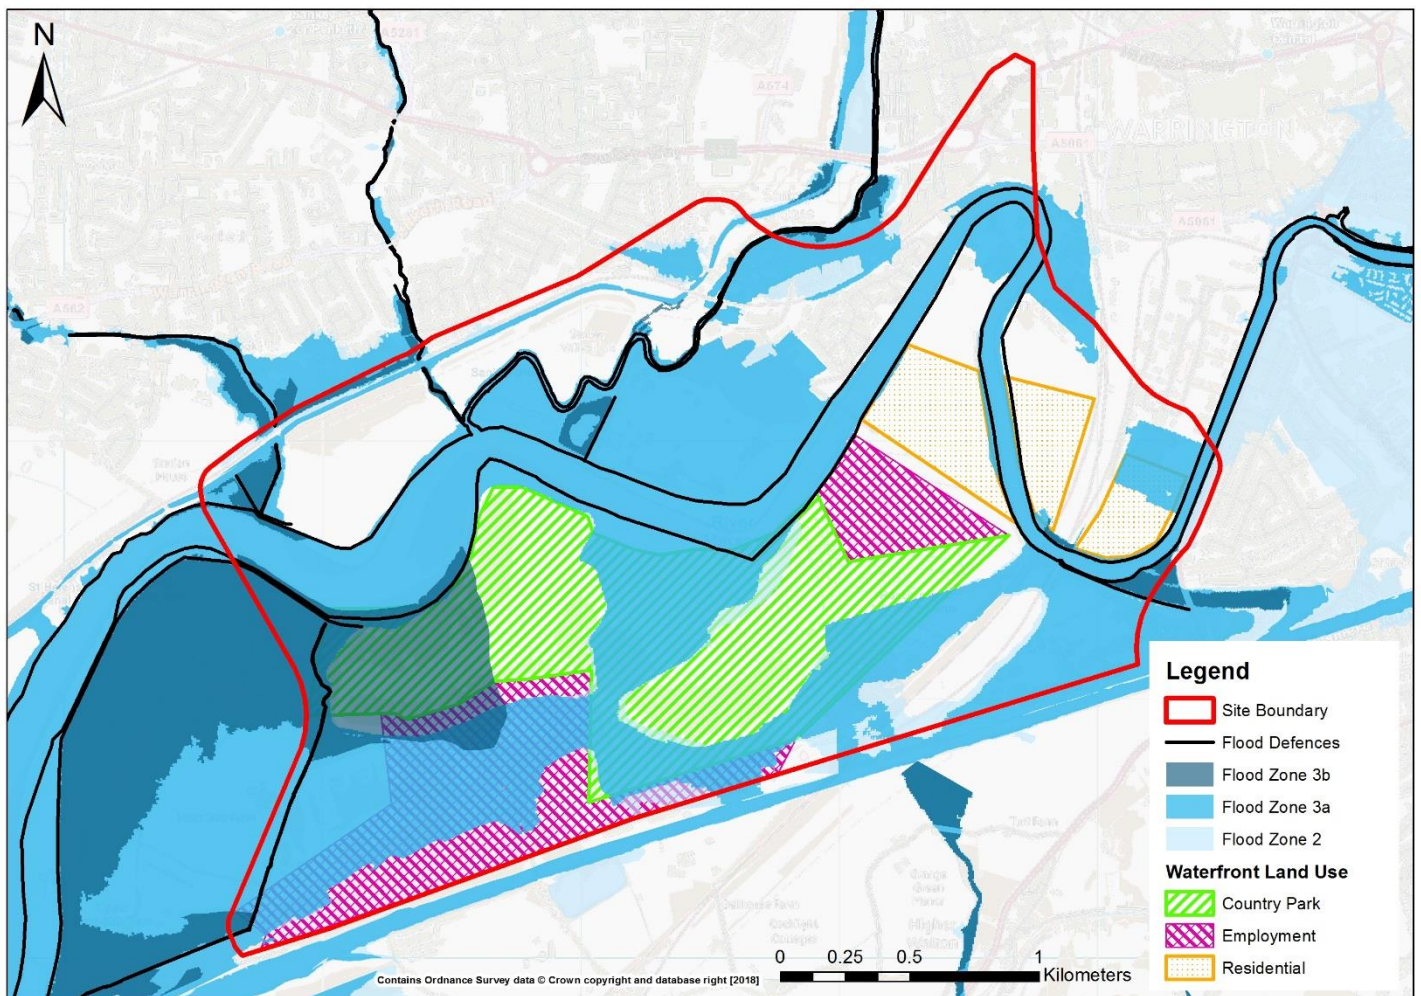 N
A5281
A574
WARRINGTON
A5061
A5061
A562
Legend
Site Boundary
Flood Defences
Flood Zone 3b
Flood Zone 3a
Flood Zone 2
Waterfront Land Use
Country Park
Employment
Residential
0 0.25 0.5 1
Kilometers
Contains Ordnance Survey data © Crown copyright and database right [2018]